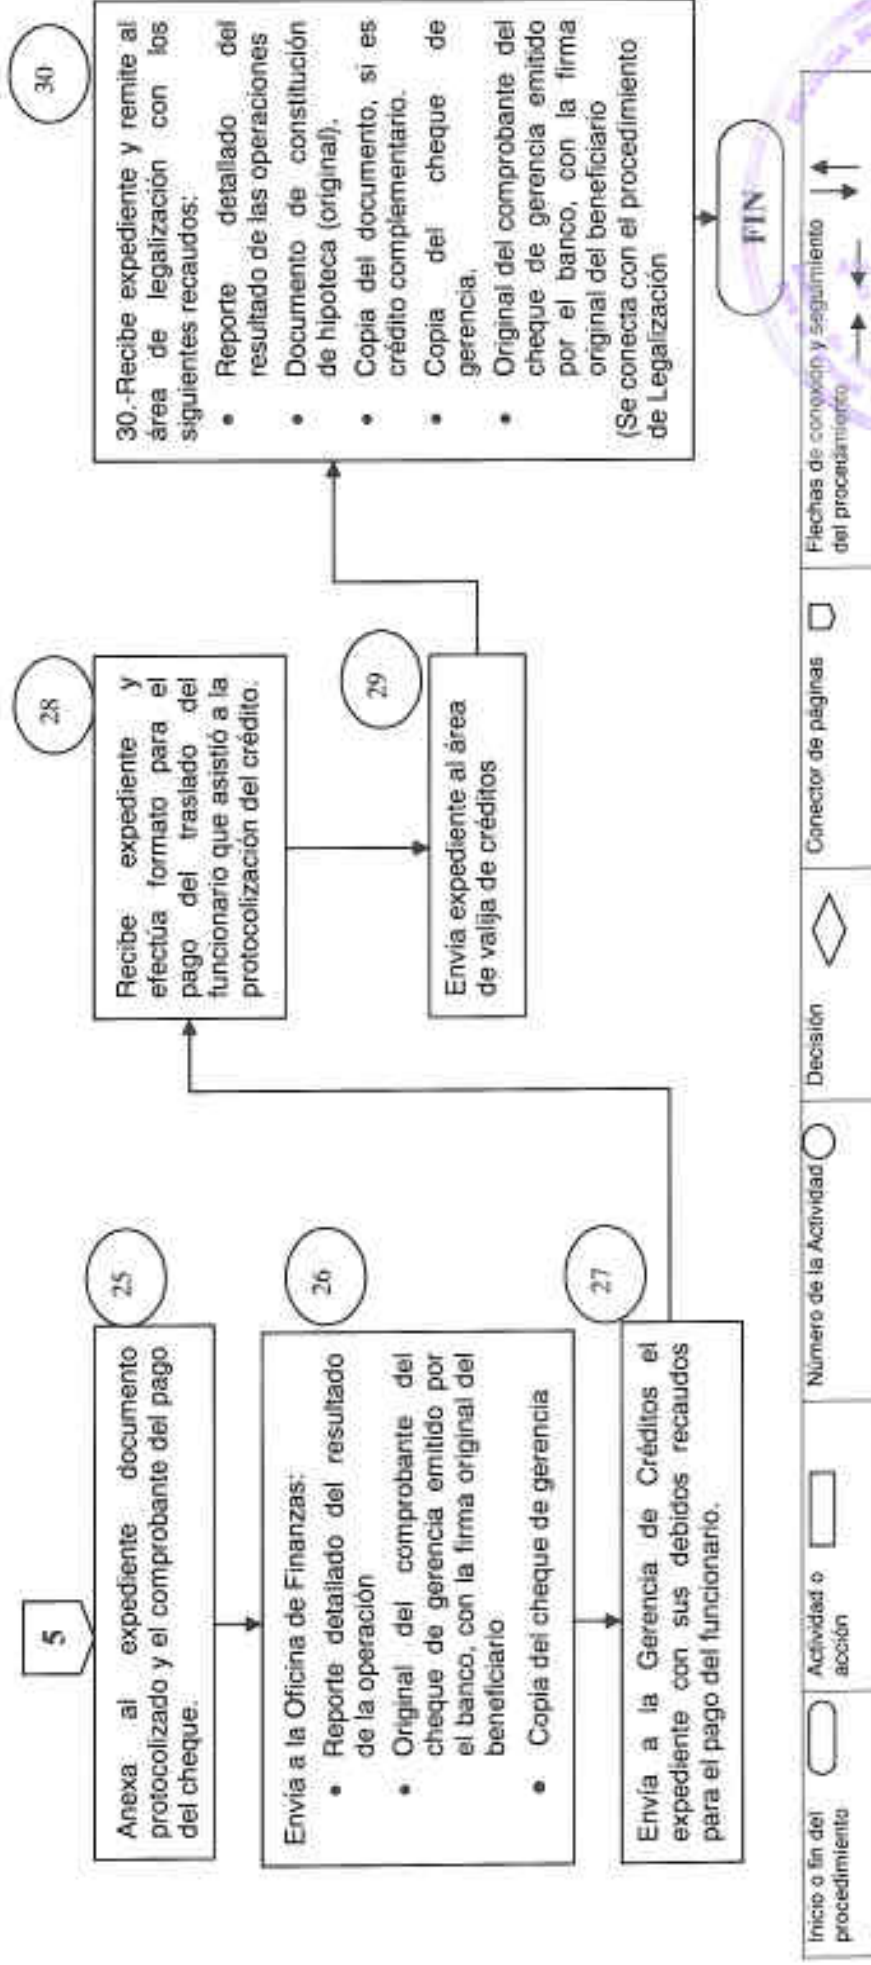 5
25
Anexa al expediente documento
protocolizado y el comprobante del pago
del cheque.
26
Envía a la Oficina de Finanzas:
• Reporte detallado del resultado
de la operación
• Original del comprobante del
cheque de gerencia emitido por
el banco, con la firma original del
beneficiario
• Copia del cheque de gerencia
27
Envía a la Gerencia de Créditos el
expediente con sus debidos recaudos
para el pago del funcionario.
28
Recibe expediente y
efectúa formato para el
pago del traslado del
funcionario que asistió a la
protocolización del crédito.
29
Envia expediente al área
de valija de créditos
30
30.-Recibe expediente y remite al
área de legalización con los
siguientes recaudos:
• Reporte detallado del
resultado de las operaciones
• Documento de constitución
de hipoteca (original).
• Copia del documento, si es
crédito complementario.
• Copia del cheque de
gerencia.
• Original del comprobante del
cheque de gerencia emitido
por el banco, con la firma
original del beneficiario
(Se conecta con el procedimiento
de Legalización
FIN
Inicio o fin del
procedimiento
Actividad o
acción
Número de la Actividad
Decisión
Conector de páginas
Flechas de conexión y seguimiento
del procedimiento